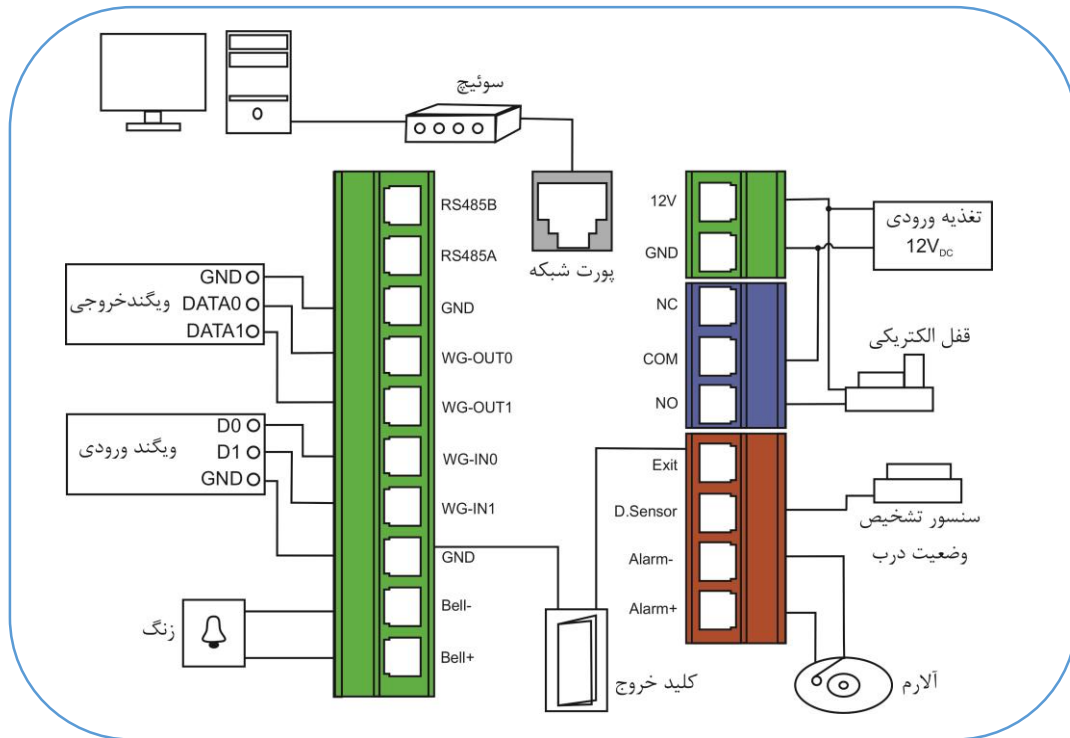 سوئیچ
پورت شبکه
RS485B
RS485A
GND
WG-OUT0
WG-OUT1
WG-IN0
WG-IN1
GND
Bell-
Bell+
ویگندخروجی
GND
DATA0
DATA1
ویگند ورودی
D0
D1
GND
زنگ
کلید خروج
12V
GND
NC
COM
NO
Exit
D.Sensor
Alarm-
Alarm+
تغذیه ورودی
12VDC
قفل الکتریکی
سنسور تشخیص
وضعیت درب
آلارم